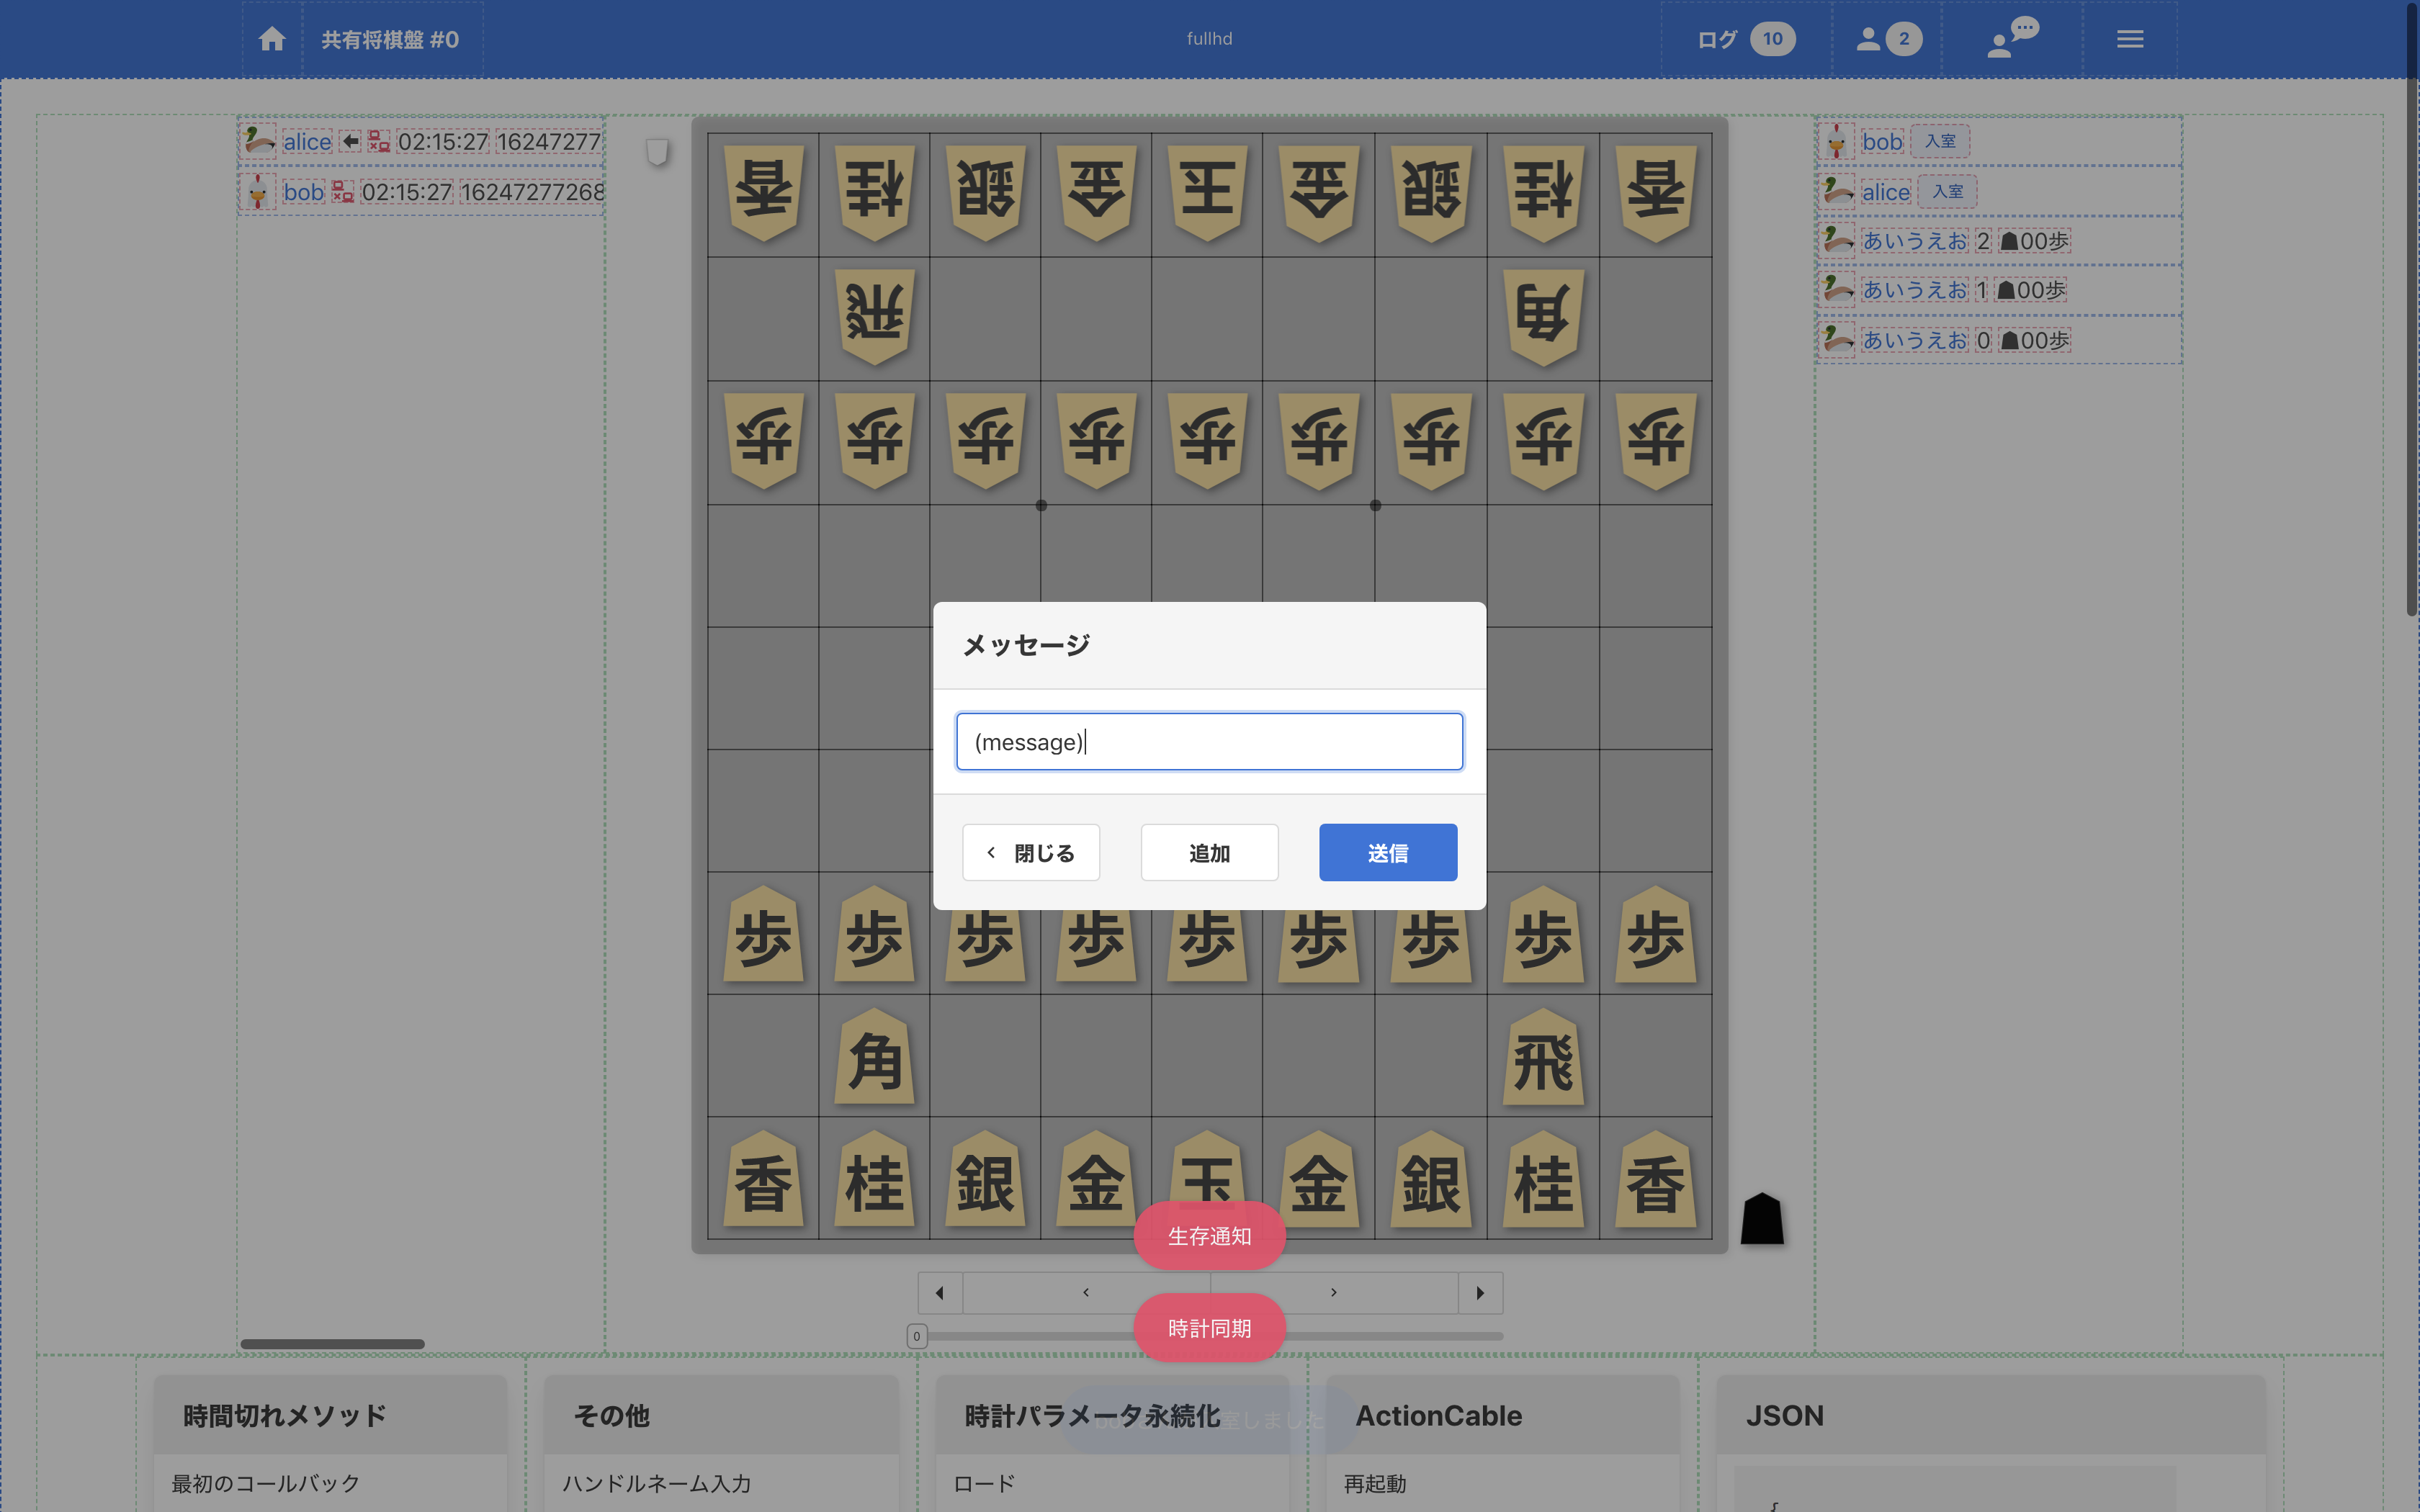 共有将棋盤 #0
fullhd
ログ 10
2
alice 02:15:27 16247277
bob 02:15:27 16247277268
bob 入室
alice 入室
あいうえお 2 ☗00歩
あいうえお 1 ☗00歩
あいうえお 0 ☗00歩
香 桂 銀 金 玉 金 銀 桂 香
飛 角
歩 歩 歩 歩 歩 歩 歩 歩 歩
メッセージ
(message)
閉じる 追加 送信
歩 歩 歩 歩 歩 歩 歩 歩 歩
角 飛
香 桂 銀 金 玉 金 銀 桂 香
生存通知
時計同期
0
時間切れメソッド
最初のコールバック
その他
ハンドルネーム入力
時計パラメータ永続化
ロード
ActionCable
再起動
JSON
{